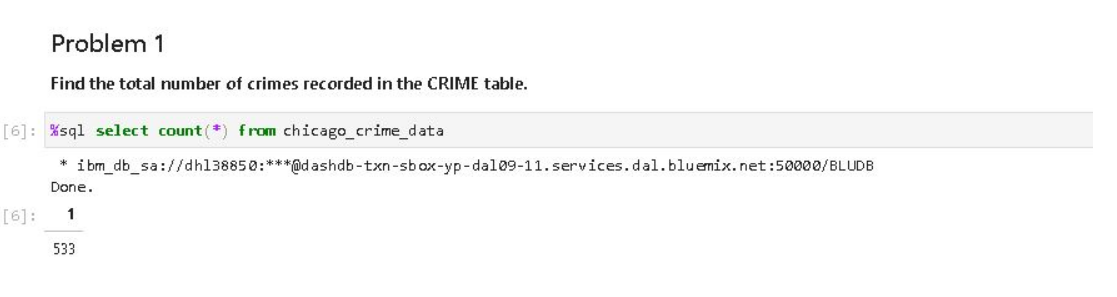 Problem 1
Find the total number of crimes recorded in the CRIME table.
[6]: %sql select count(*) from chicago_crime_data
* ibm_db_sa://dhl38850:***@dashdb-txn-sbox-yp-dal09-11.services.dal.bluemix.net:50000/BLUDB
Done.
[6]: 1
533